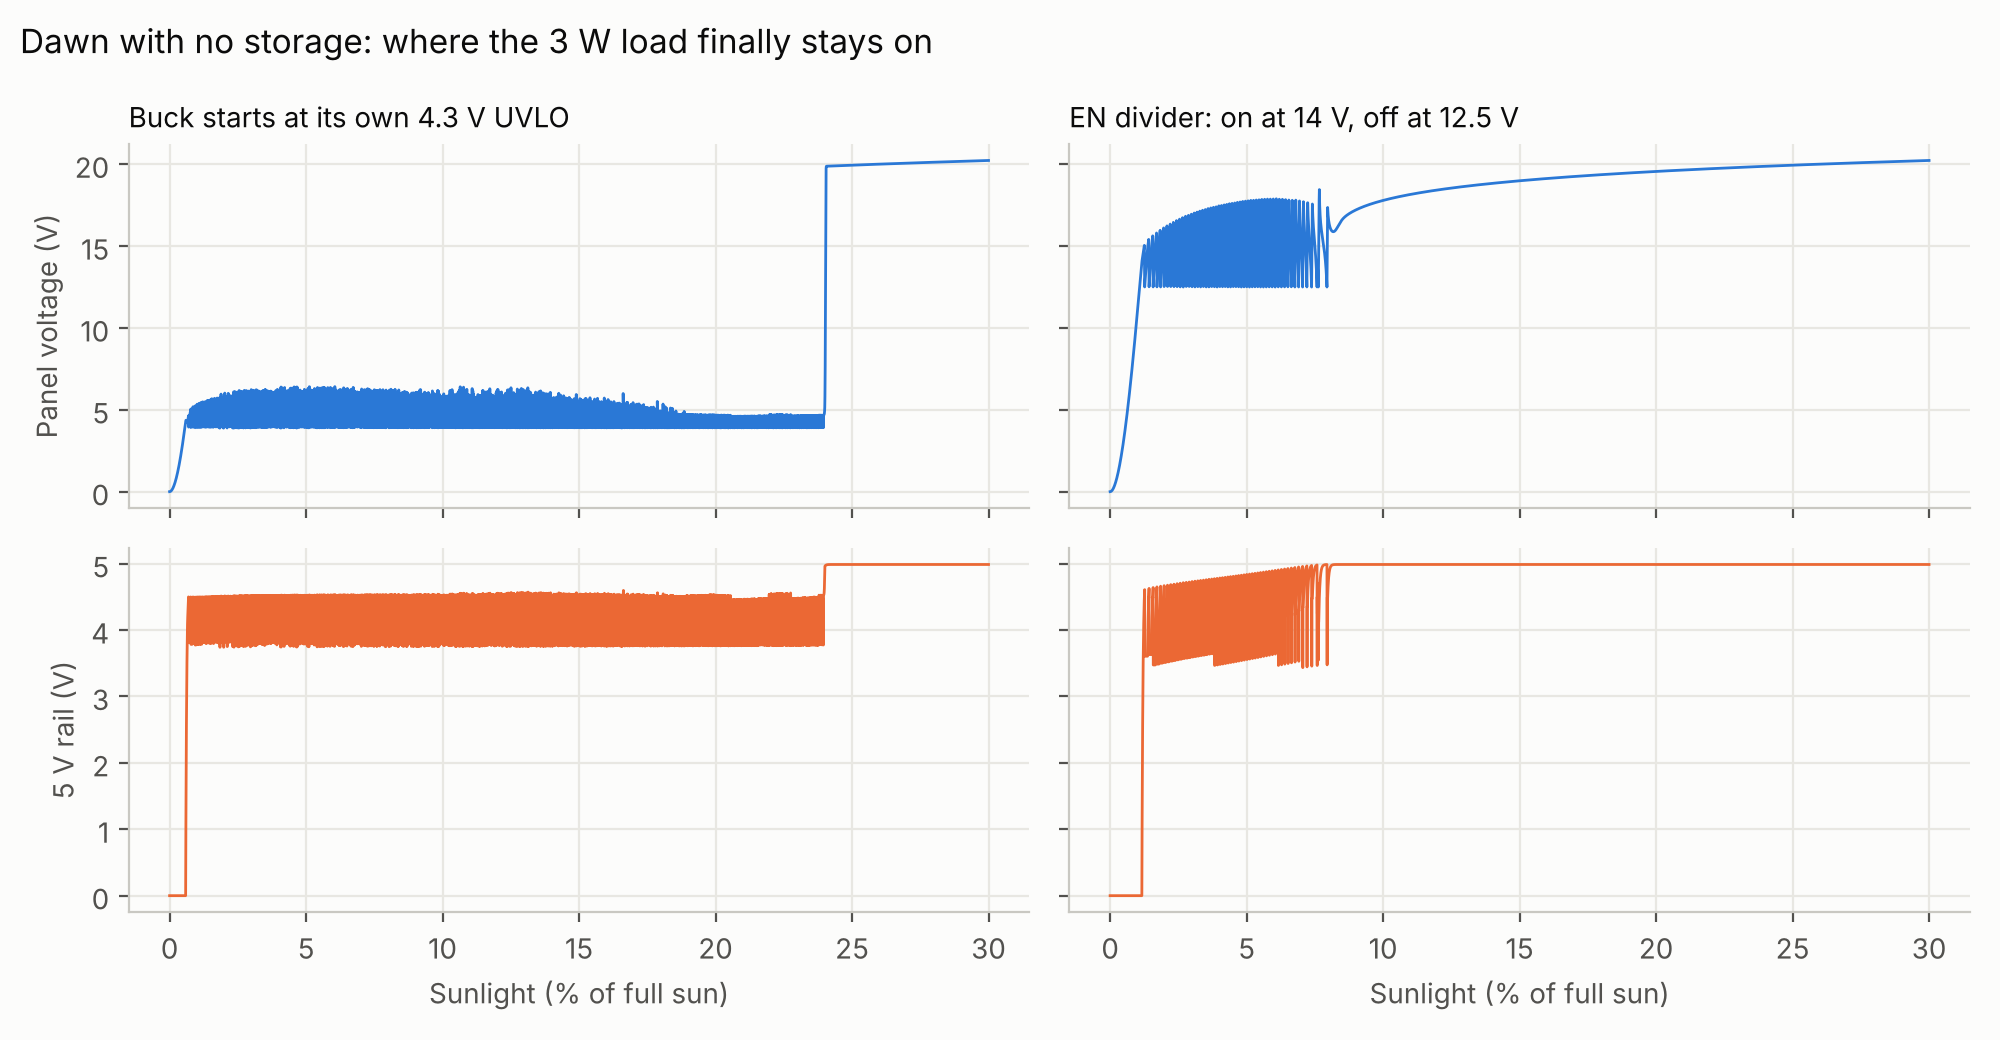 Dawn with no storage: where the 3 W load finally stays on
Buck starts at its own 4.3 V UVLO
EN divider: on at 14 V, off at 12.5 V
Panel voltage (V)
20
15
10
5
0
5 V rail (V)
5
4
3
2
1
0
0 5 10 15 20 25 30
0 5 10 15 20 25 30
Sunlight (% of full sun)
Sunlight (% of full sun)